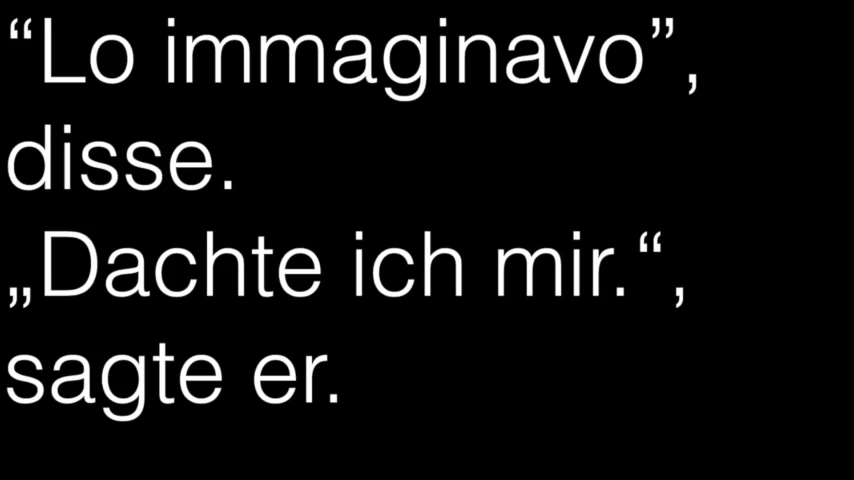 “Lo immaginavo”,
disse.
„Dachte ich mir.“,
sagte er.